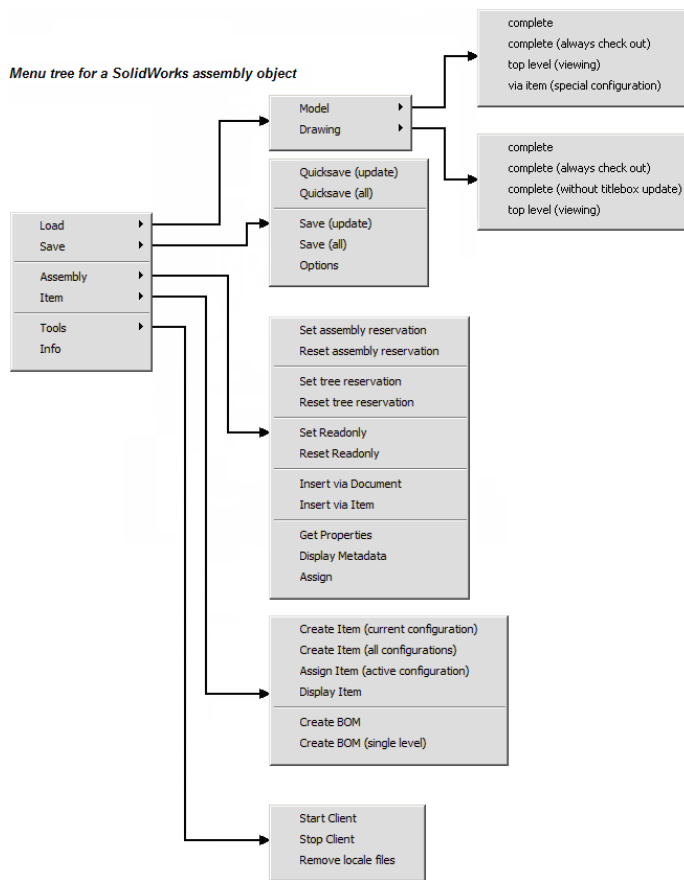 Menu tree for a SolidWorks assembly object
Load
Save
Assembly
Item
Tools
Info
Model
Drawing
complete
complete (always check out)
top level (viewing)
via item (special configuration)
complete
complete (always check out)
complete (without titlebox update)
top level (viewing)
Quicksave (update)
Quicksave (all)
Save (update)
Save (all)
Options
Set assembly reservation
Reset assembly reservation
Set tree reservation
Reset tree reservation
Set Readonly
Reset Readonly
Insert via Document
Insert via Item
Get Properties
Display Metadata
Assign
Create Item (current configuration)
Create Item (all configurations)
Assign Item (active configuration)
Display Item
Create BOM
Create BOM (single level)
Start Client
Stop Client
Remove locale files